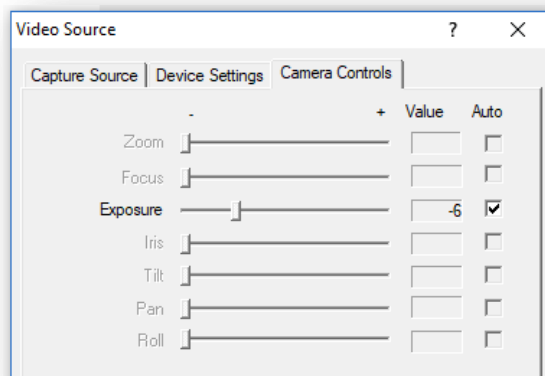 Video Source ? X
Capture Source Device Settings Camera Controls
- + Value Auto
Zoom
Focus
Exposure -6
Iris
Tilt
Pan
Roll